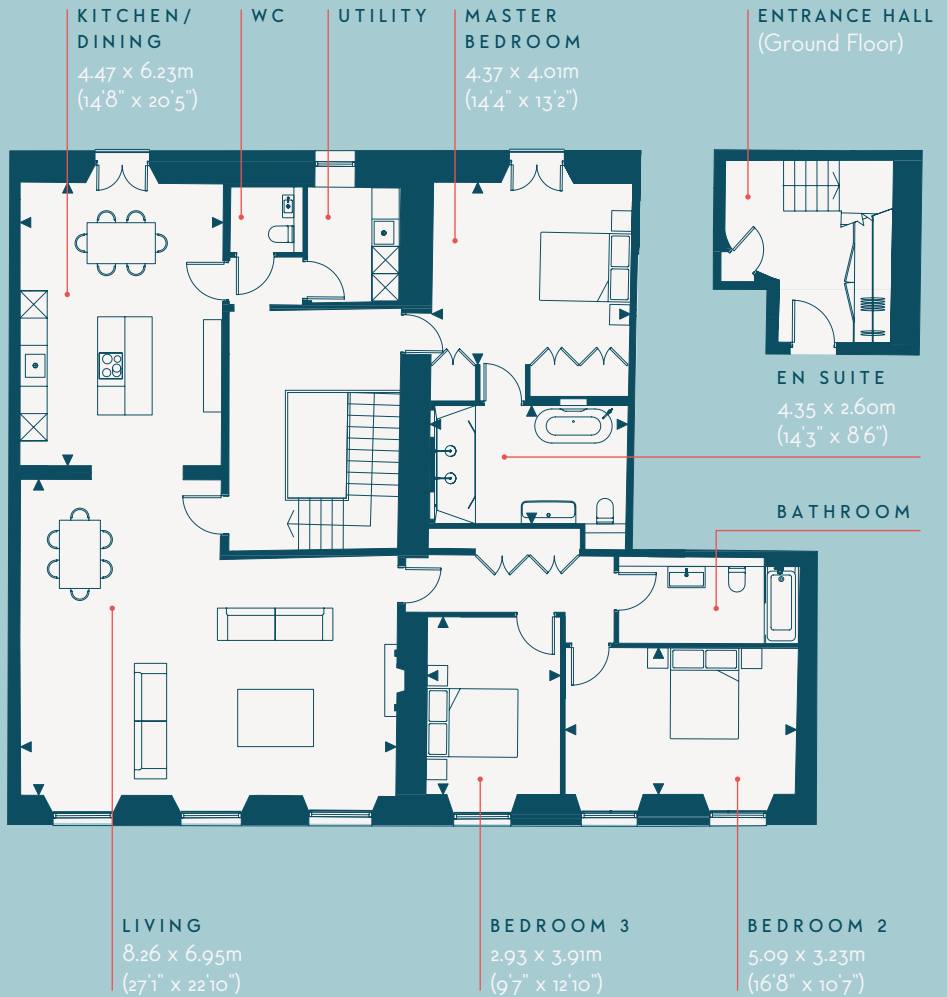 KITCHEN/
DINING
4.47 x 6.23m
(14'8" x 20'5")
WC
UTILITY
MASTER
BEDROOM
4.37 x 4.01m
(14'4" x 13'2")
ENTRANCE HALL
(Ground Floor)
EN SUITE
4.35 x 2.60m
(14'3" x 8'6")
BATHROOM
LIVING
8.26 x 6.95m
(27'1" x 22'10")
BEDROOM 3
2.93 x 3.91m
(9'7" x 12'10")
BEDROOM 2
5.09 x 3.23m
(16'8" x 10'7")